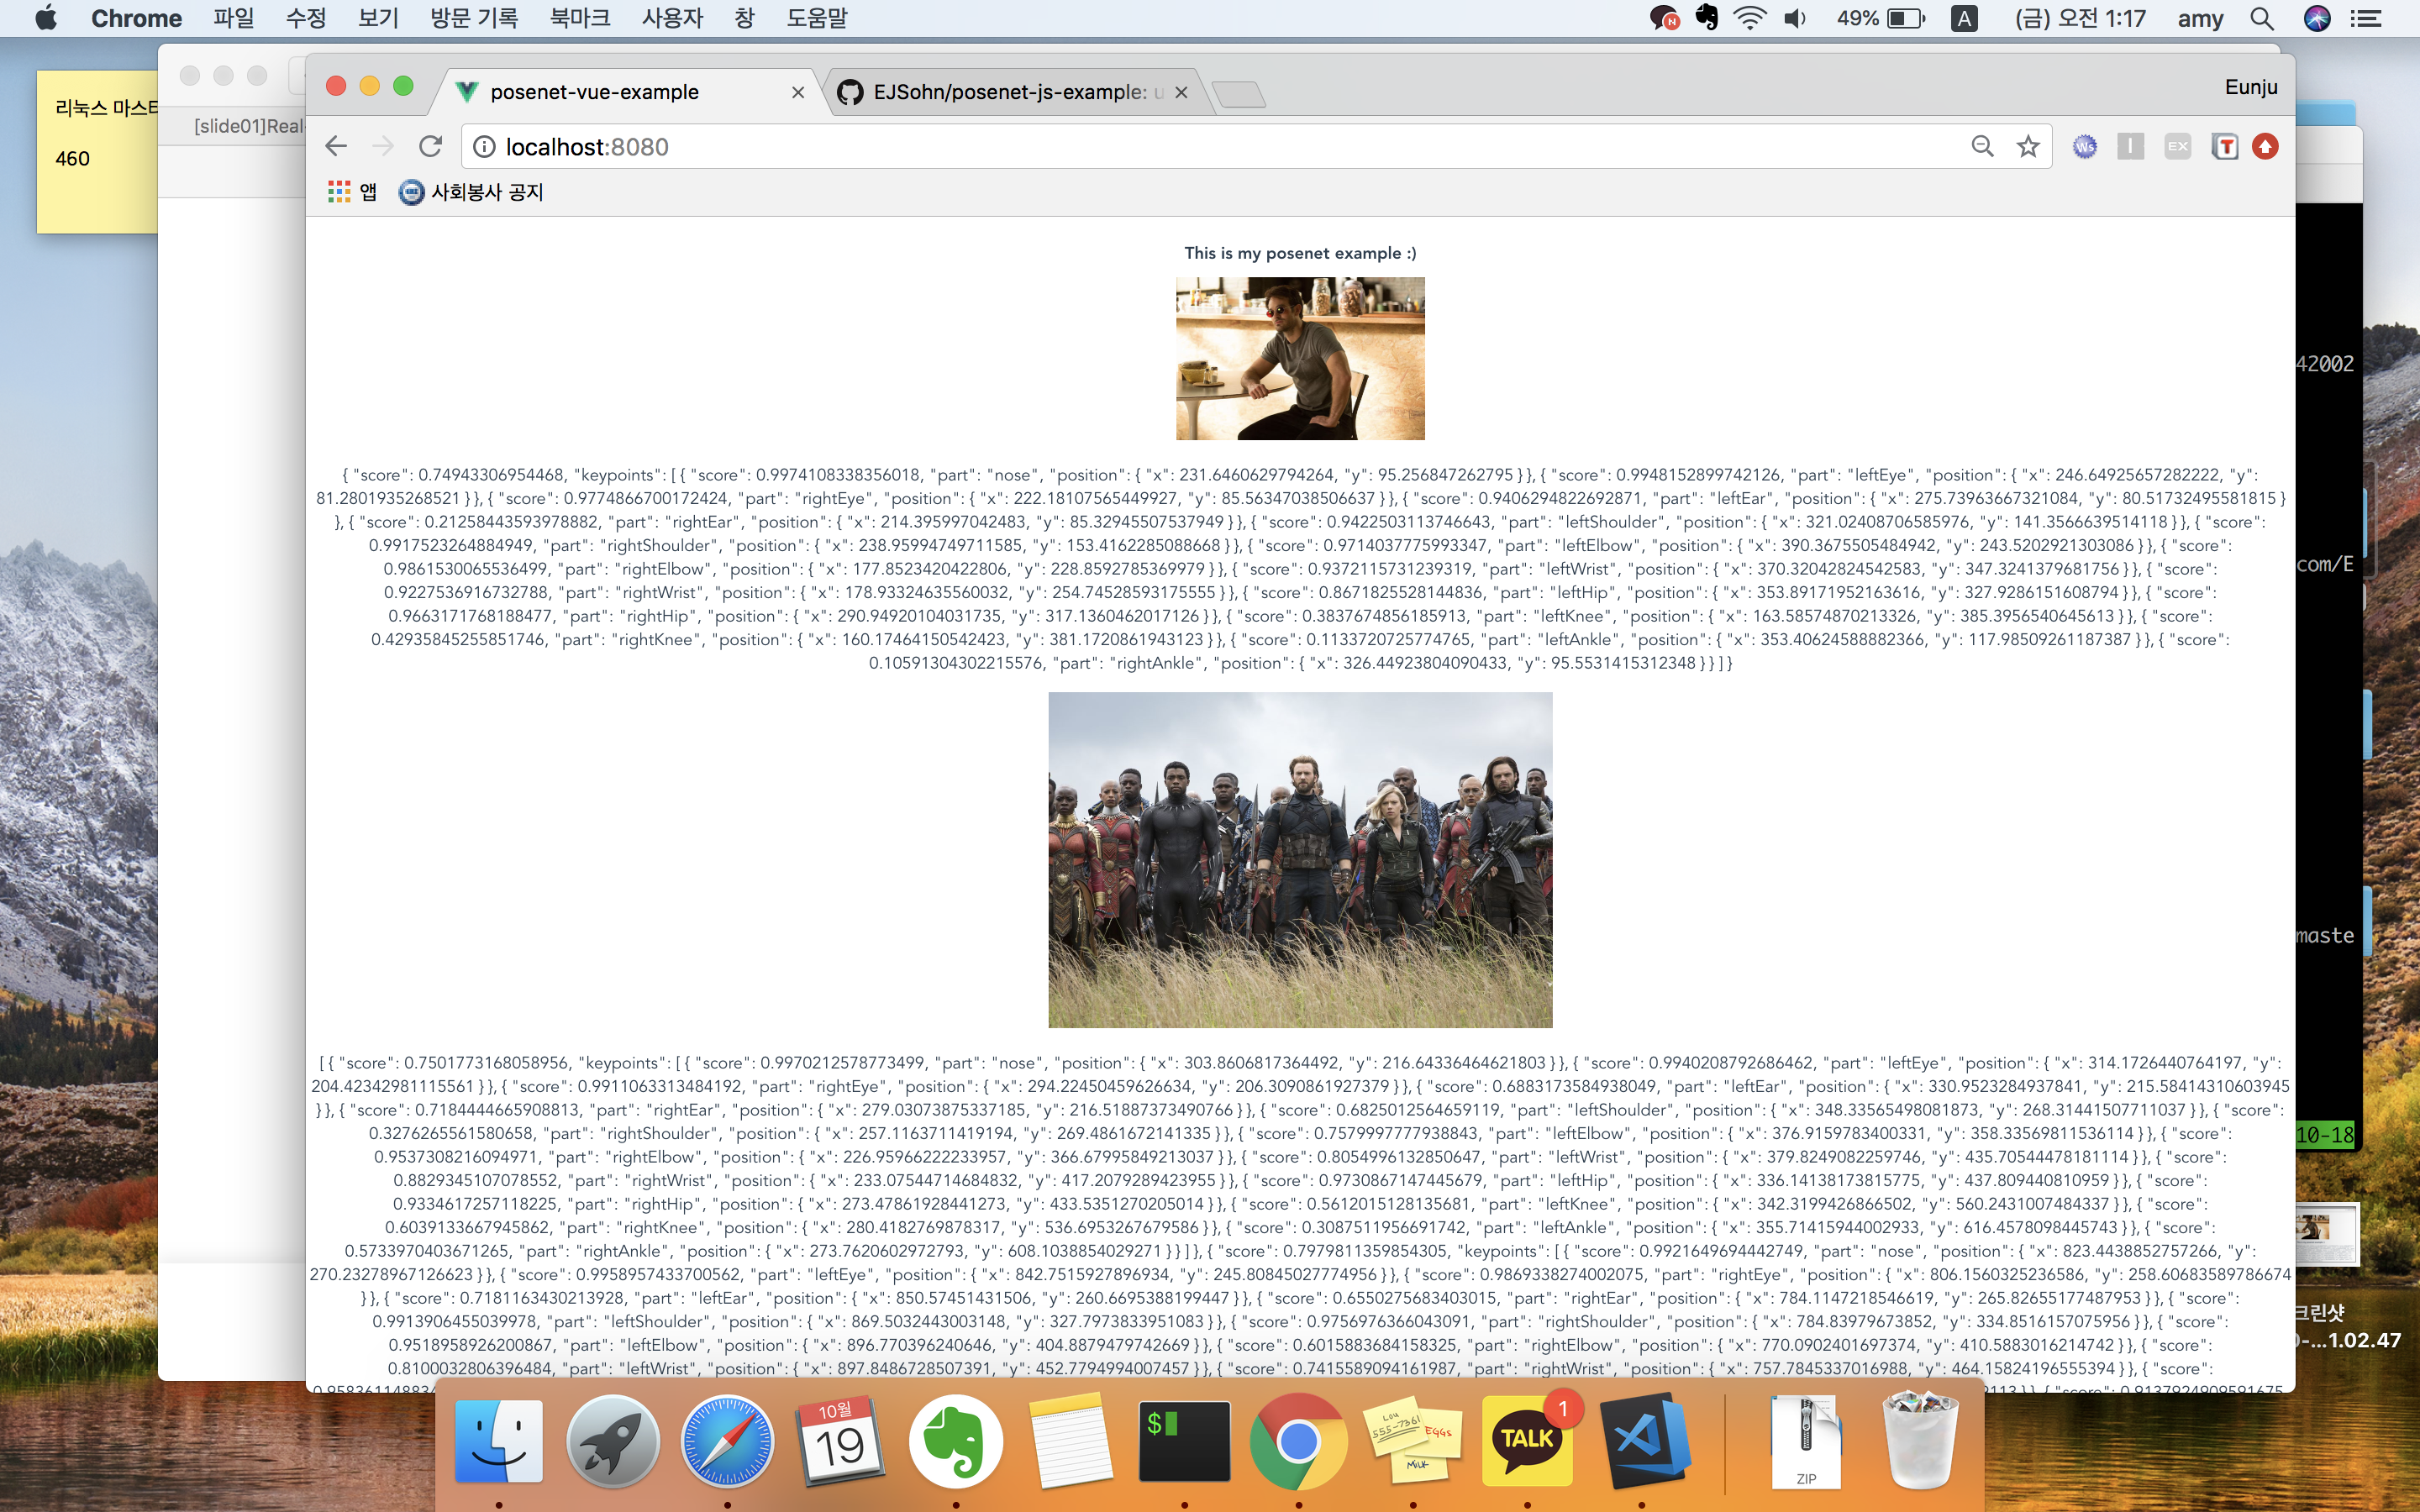 Chrome 파일 수정 보기 방문 기록 북마크 사용자 창 도움말 49% A (금) 오전 1:17 amy
리눅스 마스터
460
[slide01]Real-
posenet-vue-example
EJSohn/posenet-js-example: u
Eunju
localhost:8080
앱 사회봉사 공지
This is my posenet example :)
{ "score": 0.74943306954468, "keypoints": [ { "score": 0.9974108338356018, "part": "nose", "position": { "x": 231.6460629794264, "y": 95.256847262795 } }, { "score": 0.9948152899742126, "part": "leftEye", "position": { "x": 246.64925657282222, "y":
81.2801935268521 } }, { "score": 0.9774866700172424, "part": "rightEye", "position": { "x": 222.18107565449927, "y": 85.56347038506637 } }, { "score": 0.9406294822692871, "part": "leftEar", "position": { "x": 275.73963667321084, "y": 80.51732495581815 }
}, { "score": 0.21258443593978882, "part": "rightEar", "position": { "x": 214.395997042483, "y": 85.32945507537949 } }, { "score": 0.9422503113746643, "part": "leftShoulder", "position": { "x": 321.02408706585976, "y": 141.3566639514118 } }, { "score":
0.9917523264884949, "part": "rightShoulder", "position": { "x": 238.95994749711585, "y": 153.4162285088668 } }, { "score": 0.9714037775993347, "part": "leftElbow", "position": { "x": 390.3675505484942, "y": 243.5202921303086 } }, { "score":
0.9861530065536499, "part": "rightElbow", "position": { "x": 177.8523420422806, "y": 228.8592785369979 } }, { "score": 0.9372115731239319, "part": "leftWrist", "position": { "x": 370.32042824542583, "y": 347.3241379681756 } }, { "score":
0.9227536916732788, "part": "rightWrist", "position": { "x": 178.93324635560032, "y": 254.74528593175555 } }, { "score": 0.8671825528144836, "part": "leftHip", "position": { "x": 353.89171952163616, "y": 327.9286151608794 } }, { "score":
0.9663171768188477, "part": "rightHip", "position": { "x": 290.94920104031735, "y": 317.1360462017126 } }, { "score": 0.3837674856185913, "part": "leftKnee", "position": { "x": 163.58574870213326, "y": 385.3956540645613 } }, { "score":
0.42935845255851746, "part": "rightKnee", "position": { "x": 160.17464150542423, "y": 381.1720861943123 } }, { "score": 0.1133720725774765, "part": "leftAnkle", "position": { "x": 353.40624588882366, "y": 117.98509261187387 } }, { "score":
0.10591304302215576, "part": "rightAnkle", "position": { "x": 326.44923804090433, "y": 95.5531415312348 } } ] }
[ { "score": 0.7501773168058956, "keypoints": [ { "score": 0.9970212578773499, "part": "nose", "position": { "x": 303.8606817364492, "y": 216.64336464621803 } }, { "score": 0.9940208792686462, "part": "leftEye", "position": { "x": 314.1726440764197, "y":
204.42342981115561 } }, { "score": 0.9911063313484192, "part": "rightEye", "position": { "x": 294.22450459626634, "y": 206.3090861927379 } }, { "score": 0.6883173584938049, "part": "leftEar", "position": { "x": 330.9523284937841, "y": 215.58414310603945
} }, { "score": 0.7184444665908813, "part": "rightEar", "position": { "x": 279.03073875337185, "y": 216.51887373490766 } }, { "score": 0.6825012564659119, "part": "leftShoulder", "position": { "x": 348.33565498081873, "y": 268.31441507711037 } }, { "score":
0.3276265561580658, "part": "rightShoulder", "position": { "x": 257.1163711419194, "y": 269.4861672141335 } }, { "score": 0.7579997777938843, "part": "leftElbow", "position": { "x": 376.9159783400331, "y": 358.33569811536114 } }, { "score":
0.9537308216094971, "part": "rightElbow", "position": { "x": 226.95966222233957, "y": 366.67995849213037 } }, { "score": 0.8054996132850647, "part": "leftWrist", "position": { "x": 379.8249082259746, "y": 435.70544478181114 } }, { "score":
0.8829345107078552, "part": "rightWrist", "position": { "x": 233.07544714684832, "y": 417.2079289423955 } }, { "score": 0.9730867147445679, "part": "leftHip", "position": { "x": 336.14138173815775, "y": 437.809440810959 } }, { "score":
0.9334617257118225, "part": "rightHip", "position": { "x": 273.47861928441273, "y": 433.5351270205014 } }, { "score": 0.5612015128135681, "part": "leftKnee", "position": { "x": 342.3199426866502, "y": 560.2431007484337 } }, { "score":
0.6039133667945862, "part": "rightKnee", "position": { "x": 280.4182769878317, "y": 536.6953267679586 } }, { "score": 0.3087511956691742, "part": "leftAnkle", "position": { "x": 355.71415944002933, "y": 616.4578098445743 } }, { "score":
0.5733970403671265, "part": "rightAnkle", "position": { "x": 273.7620602972793, "y": 608.1038854029271 } } ] }, { "score": 0.7979811359854305, "keypoints": [ { "score": 0.9921649694442749, "part": "nose", "position": { "x": 823.4438852757266, "y":
270.23278967126623 } }, { "score": 0.9958957433700562, "part": "leftEye", "position": { "x": 842.7515927896934, "y": 245.80845027774956 } }, { "score": 0.9869338274002075, "part": "rightEye", "position": { "x": 806.1560325236586, "y": 258.60683589786674
} }, { "score": 0.7181163430213928, "part": "leftEar", "position": { "x": 850.57451431506, "y": 260.6695388199447 } }, { "score": 0.6550275683403015, "part": "rightEar", "position": { "x": 784.1147218546619, "y": 265.82655177487953 } }, { "score":
0.9913906455039978, "part": "leftShoulder", "position": { "x": 869.5032443003148, "y": 327.7973833951083 } }, { "score": 0.9756976366043091, "part": "rightShoulder", "position": { "x": 784.83979673852, "y": 334.8516157075956 } }, { "score":
0.9518958926200867, "part": "leftElbow", "position": { "x": 896.770396240646, "y": 404.8879479742669 } }, { "score": 0.6015883684158325, "part": "rightElbow", "position": { "x": 770.0902401697374, "y": 410.5883016214742 } }, { "score":
0.8100032806396484, "part": "leftWrist", "position": { "x": 897.8486728507391, "y": 452.7794994007457 } }, { "score": 0.7415589094161987, "part": "rightWrist", "position": { "x": 757.7845337016988, "y": 464.15824196555394 } }, { "score":
42002
com/E
maste
10-18
크린샷
0-...1.02.47
10월
19
$
Lou
555-7361
EGGS
MILK
TALK
1
ZIP